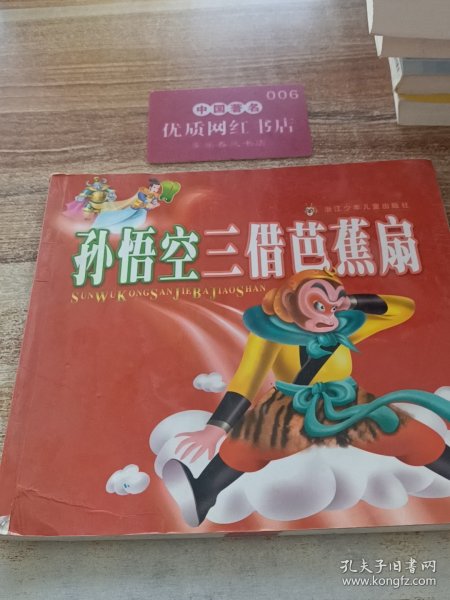 006
中国著名
优质网红书店
浙江少年儿童出版社
孙悟空三借芭蕉扇
SUNWUKONGSANJIEBAJIAOSHAN
孔夫子旧书网
www.kongfz.com